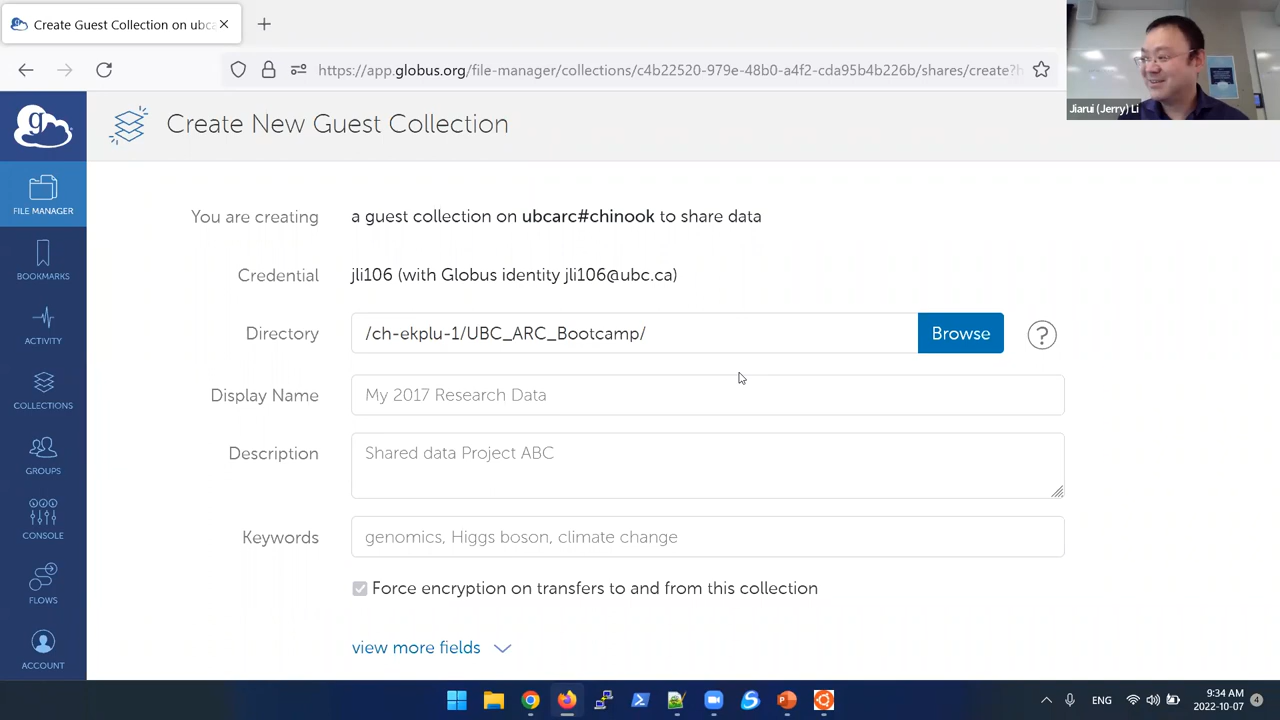 Create Guest Collection on ubca
https://app.globus.org/file-manager/collections/c4b22520-979e-48b0-a4f2-cda95b4b226b/shares/create?
Jiarui (Jerry) Li
g
Create New Guest Collection
FILE MANAGER
BOOKMARKS
ACTIVITY
COLLECTIONS
GROUPS
CONSOLE
FLOWS
ACCOUNT
You are creating a guest collection on ubcarc#chinook to share data
Credential jli106 (with Globus identity jli106@ubc.ca)
Directory /ch-ekplu-1/UBC_ARC_Bootcamp/ Browse ?
Display Name My 2017 Research Data
Description Shared data Project ABC
Keywords genomics, Higgs boson, climate change
Force encryption on transfers to and from this collection
view more fields
ENG
9:34 AM
2022-10-07
4